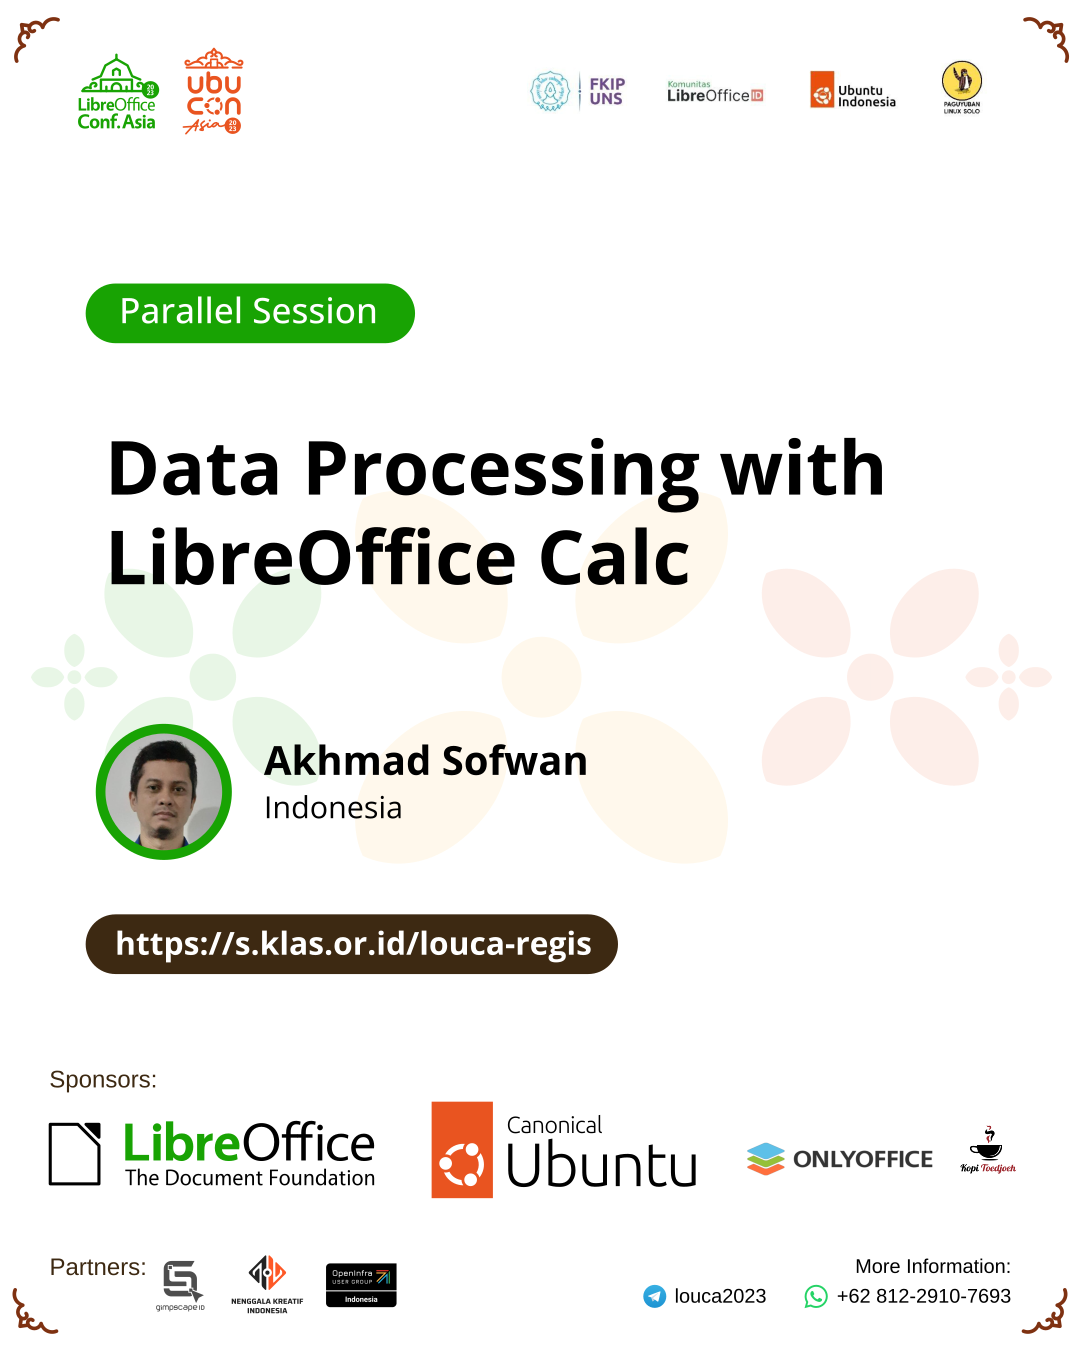 LibreOffice
Conf.Asia
2023
ubu
con
Asia
2023
FKIP
UNS
Komunitas
LibreOffice ID
Ubuntu
Indonesia
PAGUYUBAN
LINUX SOLO
Parallel Session
Data Processing with
LibreOffice Calc
Akhmad Sofwan
Indonesia
https://s.klas.or.id/louca-regis
Sponsors:
LibreOffice
The Document Foundation
Canonical
Ubuntu
ONLYOFFICE
Kopi Toedjoeh
Partners:
gimpscape ID
NENGGALA KREATIF
INDONESIA
OpenInfra
USER GROUP
Indonesia
More Information:
louca2023
+62 812-2910-7693